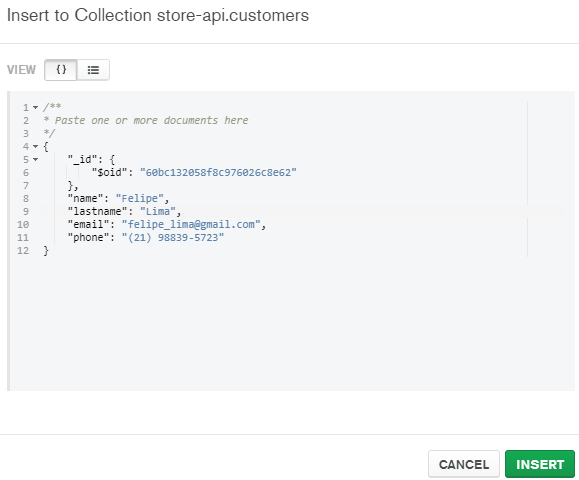 Insert to Collection store-api.customers
VIEW {}
1 /**
2 * Paste one or more documents here
3 */
4 {
5 "_id": {
6 "$oid": "60bc132058f8c976026c8e62"
7 },
8 "name": "Felipe",
9 "lastname": "Lima",
10 "email": "felipe_lima@gmail.com",
11 "phone": "(21) 98839-5723"
12 }
CANCEL INSERT